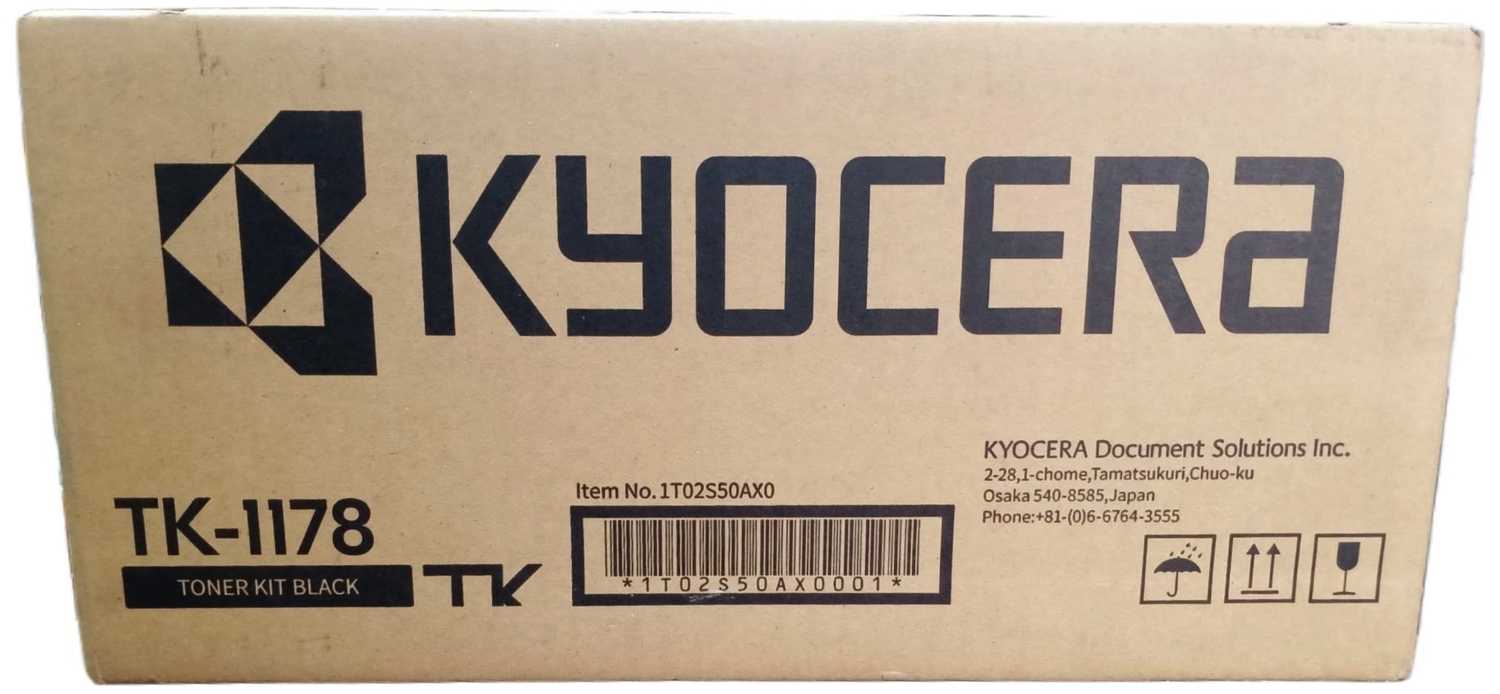 KYOCERA
KYOCERA Document Solutions Inc.
2-28,1-chome,Tamatsukuri,Chuo-ku
Osaka 540-8585,Japan
Phone:+81-(0)6-6764-3555
Item No.1T02S50AX0
*1T02S50AX0001*
TK-1178
TONER KIT BLACK
TK